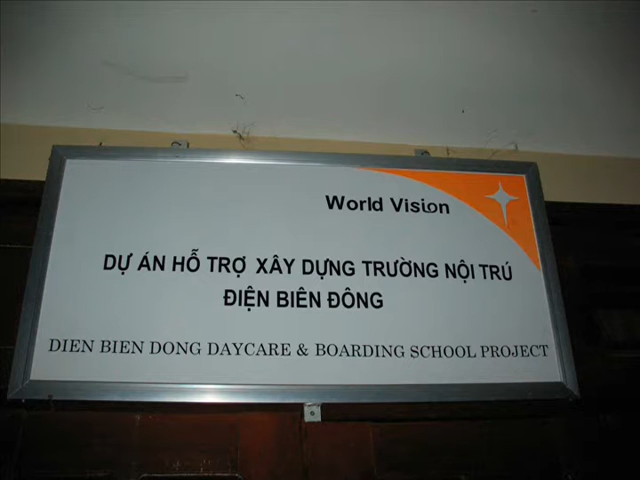 World Vision
DỰ ÁN HỖ TRỢ XÂY DỰNG TRƯỜNG NỘI TRÚ
ĐIỆN BIÊN ĐÔNG
DIEN BIEN DONG DAYCARE & BOARDING SCHOOL PROJECT